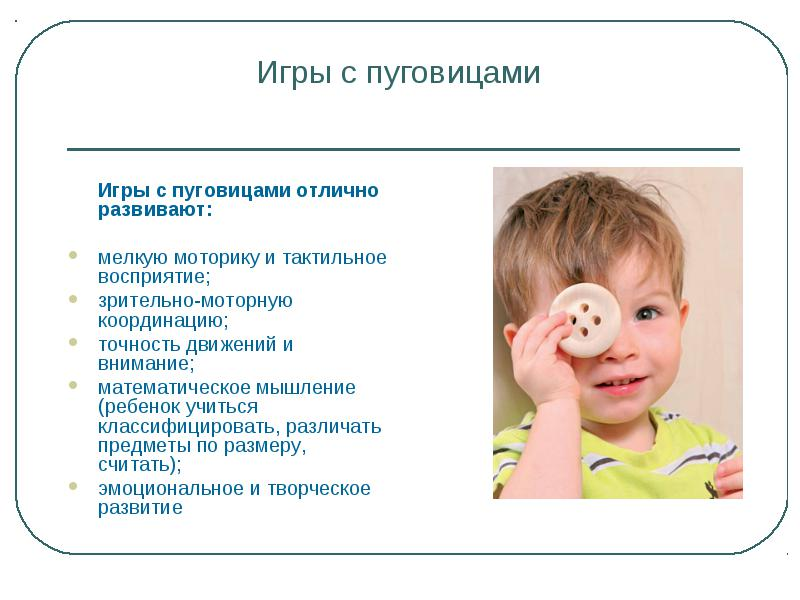 Игры с пуговицами
Игры с пуговицами отлично
развивают:
мелкую моторику и тактильное
восприятие;
зрительно-моторную
координацию;
точность движений и
внимание;
математическое мышление
(ребенок учиться
классифицировать, различать
предметы по размеру,
считать);
эмоциональное и творческое
развитие